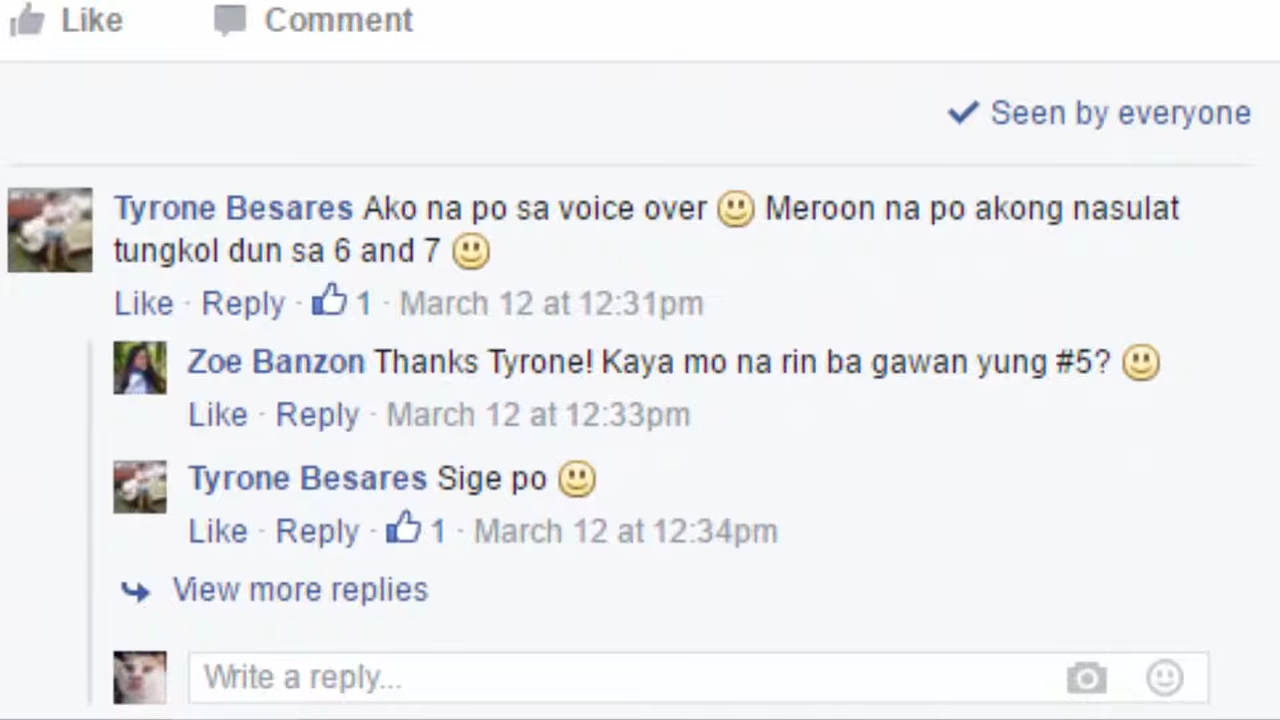 Like Comment
Seen by everyone
Tyrone Besares Ako na po sa voice over Meroon na po akong nasulat
tungkol dun sa 6 and 7
Like · Reply · 1 · March 12 at 12:31pm
Zoe Banzon Thanks Tyrone! Kaya mo na rin ba gawan yung #5?
Like · Reply · March 12 at 12:33pm
Tyrone Besares Sige po
Like · Reply · 1 · March 12 at 12:34pm
View more replies
Write a reply...